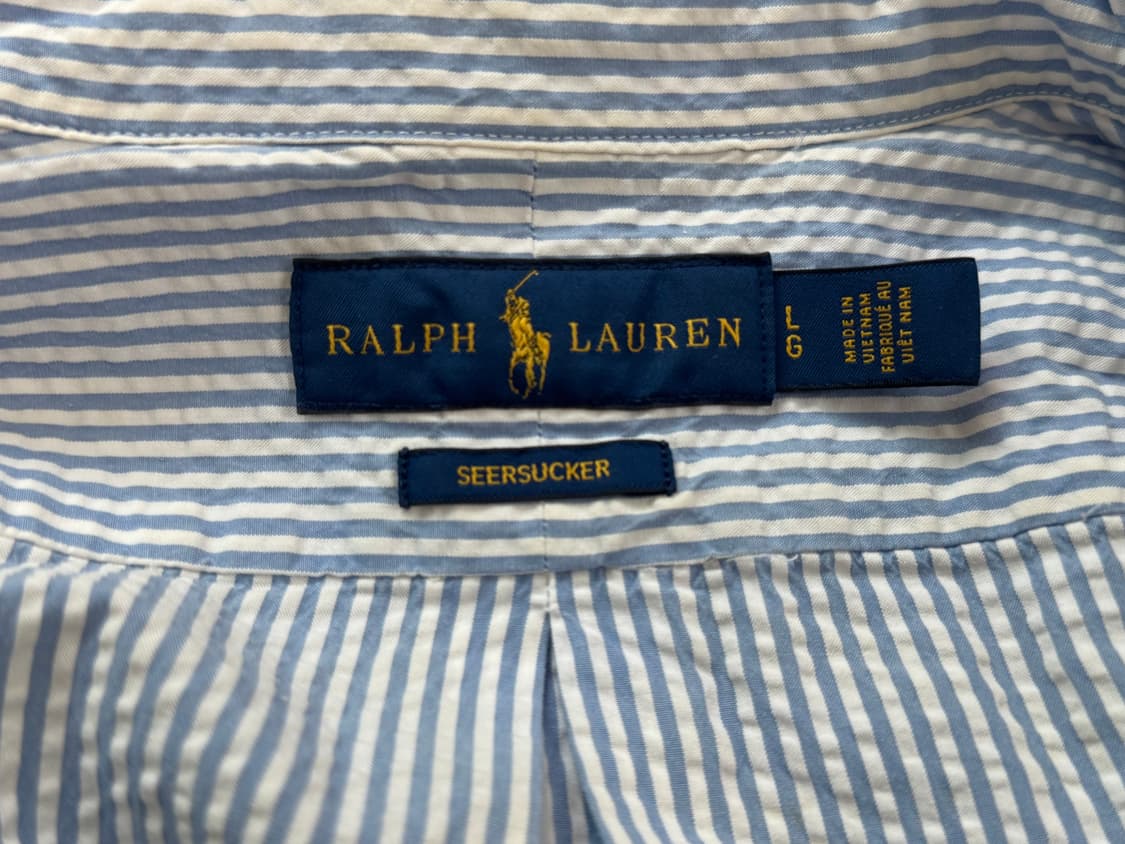 RALPH LAUREN
L
G
MADE IN
VIETNAM
FABRIQUÉ AU
VIÊT NAM
SEERSUCKER